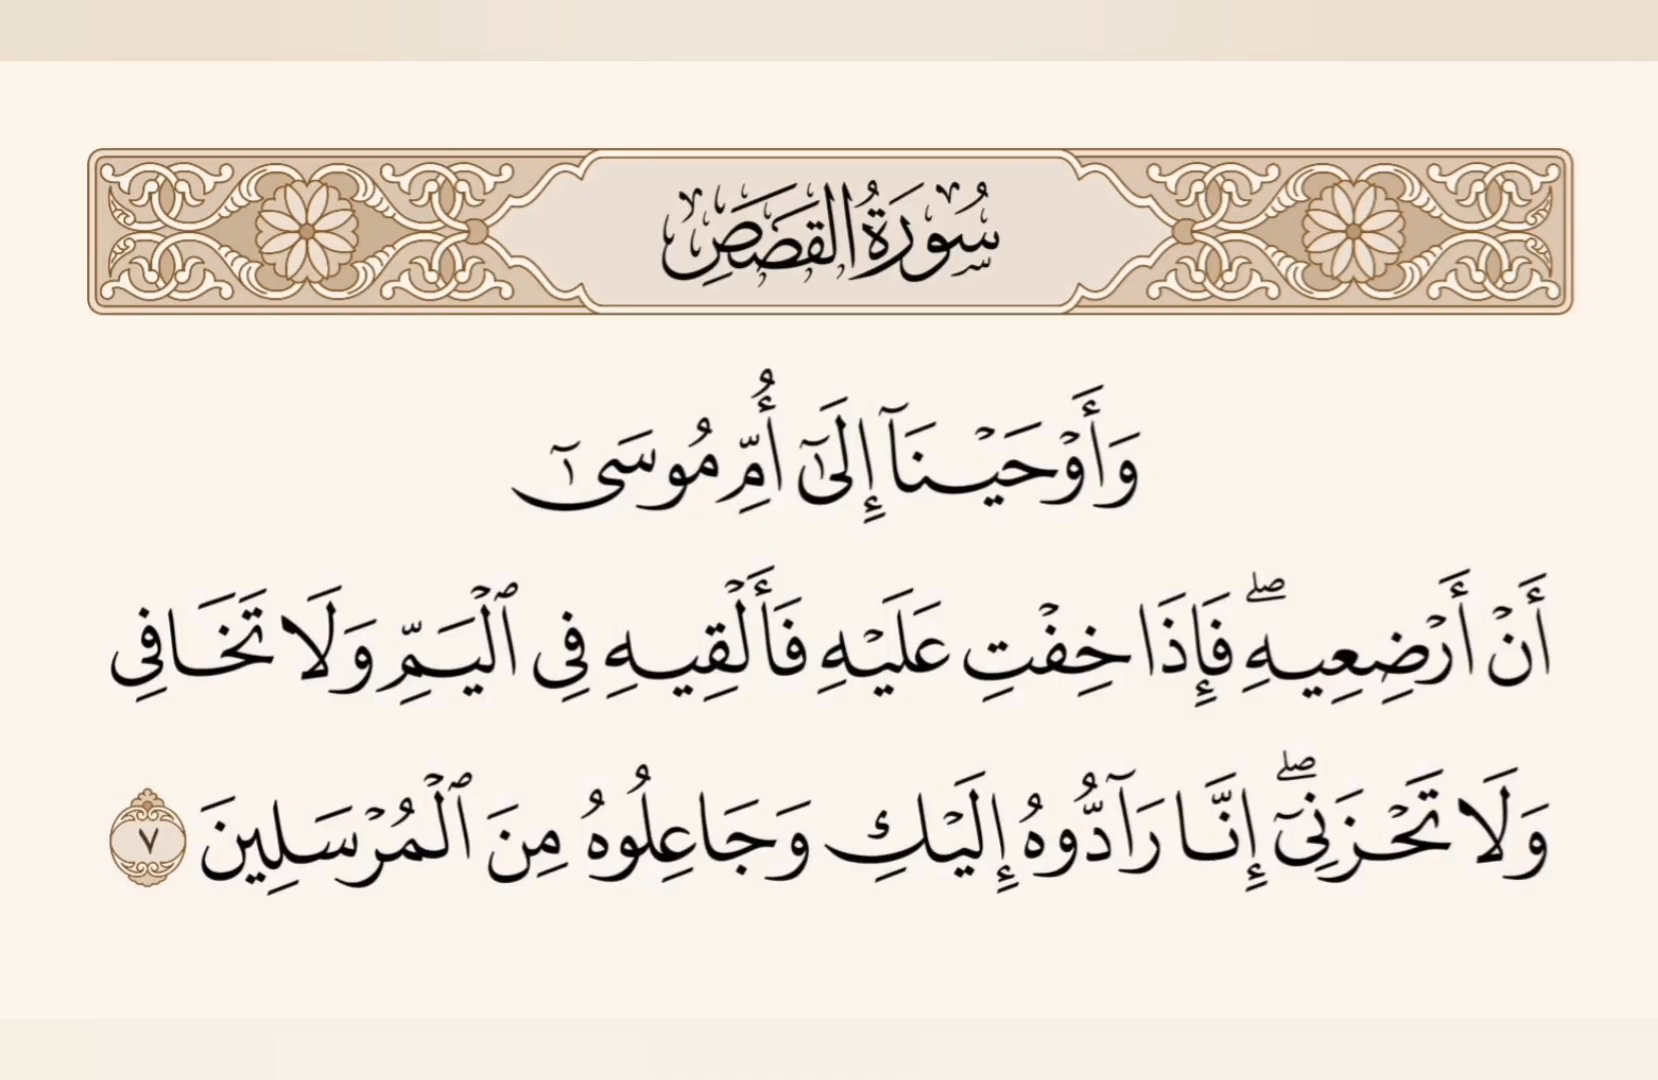 سُورَةُ القَصَصِ
وَأَوۡحَيۡنَآ إِلَىٰٓ أُمِّ مُوسَىٰٓ
أَنۡ أَرۡضِعِيهِۖ فَإِذَا خِفۡتِ عَلَيۡهِ فَأَلۡقِيهِ فِي ٱلۡيَمِّ وَلَا تَخَافِي
وَلَا تَحۡزَنِيٓۖ إِنَّا رَآدُّوهُ إِلَيۡكِ وَجَاعِلُوهُ مِنَ ٱلۡمُرۡسَلِينَ ٧